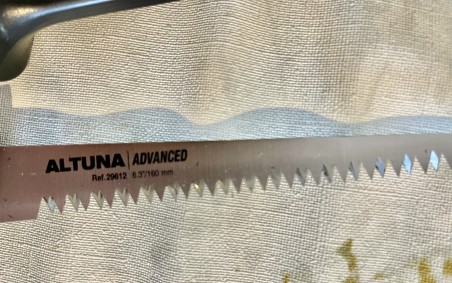 ALTUNA | ADVANCED
Ref.29612 6.3"/160 mm